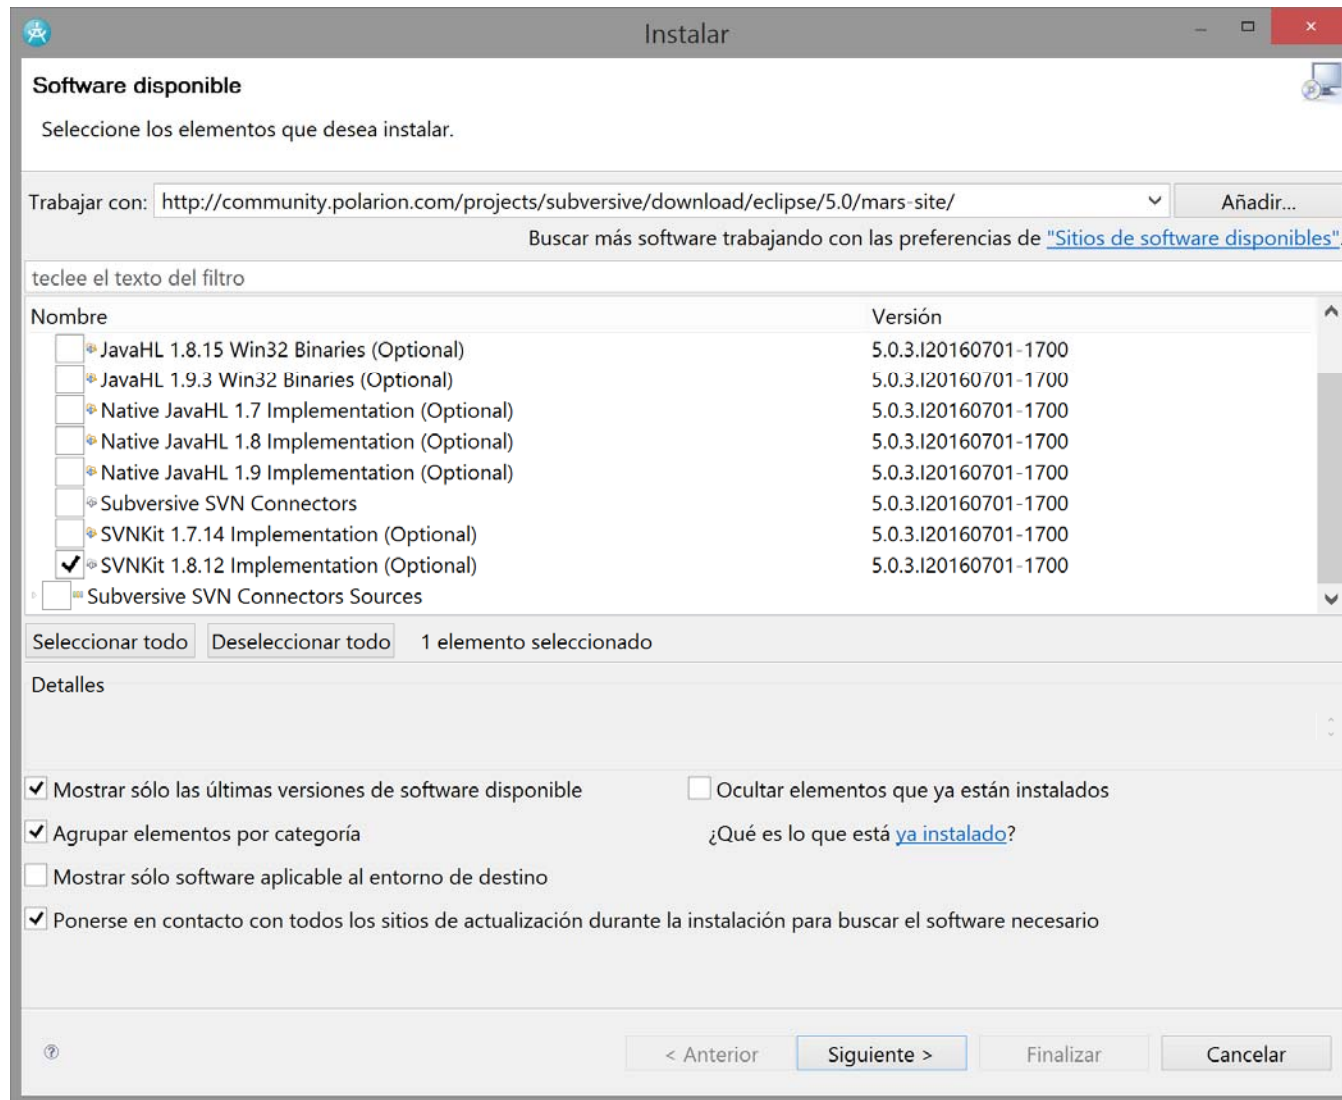 Instalar
Software disponible
Seleccione los elementos que desea instalar.
Trabajar con: http://community.polarion.com/projects/subversive/download/eclipse/5.0/mars-site/ Añadir...
Buscar más software trabajando con las preferencias de "Sitios de software disponibles".
teclee el texto del filtro
Nombre Versión
JavaHL 1.8.15 Win32 Binaries (Optional) 5.0.3.I20160701-1700
JavaHL 1.9.3 Win32 Binaries (Optional) 5.0.3.I20160701-1700
Native JavaHL 1.7 Implementation (Optional) 5.0.3.I20160701-1700
Native JavaHL 1.8 Implementation (Optional) 5.0.3.I20160701-1700
Native JavaHL 1.9 Implementation (Optional) 5.0.3.I20160701-1700
Subversive SVN Connectors 5.0.3.I20160701-1700
SVNKit 1.7.14 Implementation (Optional) 5.0.3.I20160701-1700
SVNKit 1.8.12 Implementation (Optional) 5.0.3.I20160701-1700
Subversive SVN Connectors Sources
Seleccionar todo Deseleccionar todo 1 elemento seleccionado
Detalles
Mostrar sólo las últimas versiones de software disponible Ocultar elementos que ya están instalados
Agrupar elementos por categoría ¿Qué es lo que está ya instalado?
Mostrar sólo software aplicable al entorno de destino
Ponerse en contacto con todos los sitios de actualización durante la instalación para buscar el software necesario
< Anterior Siguiente > Finalizar Cancelar